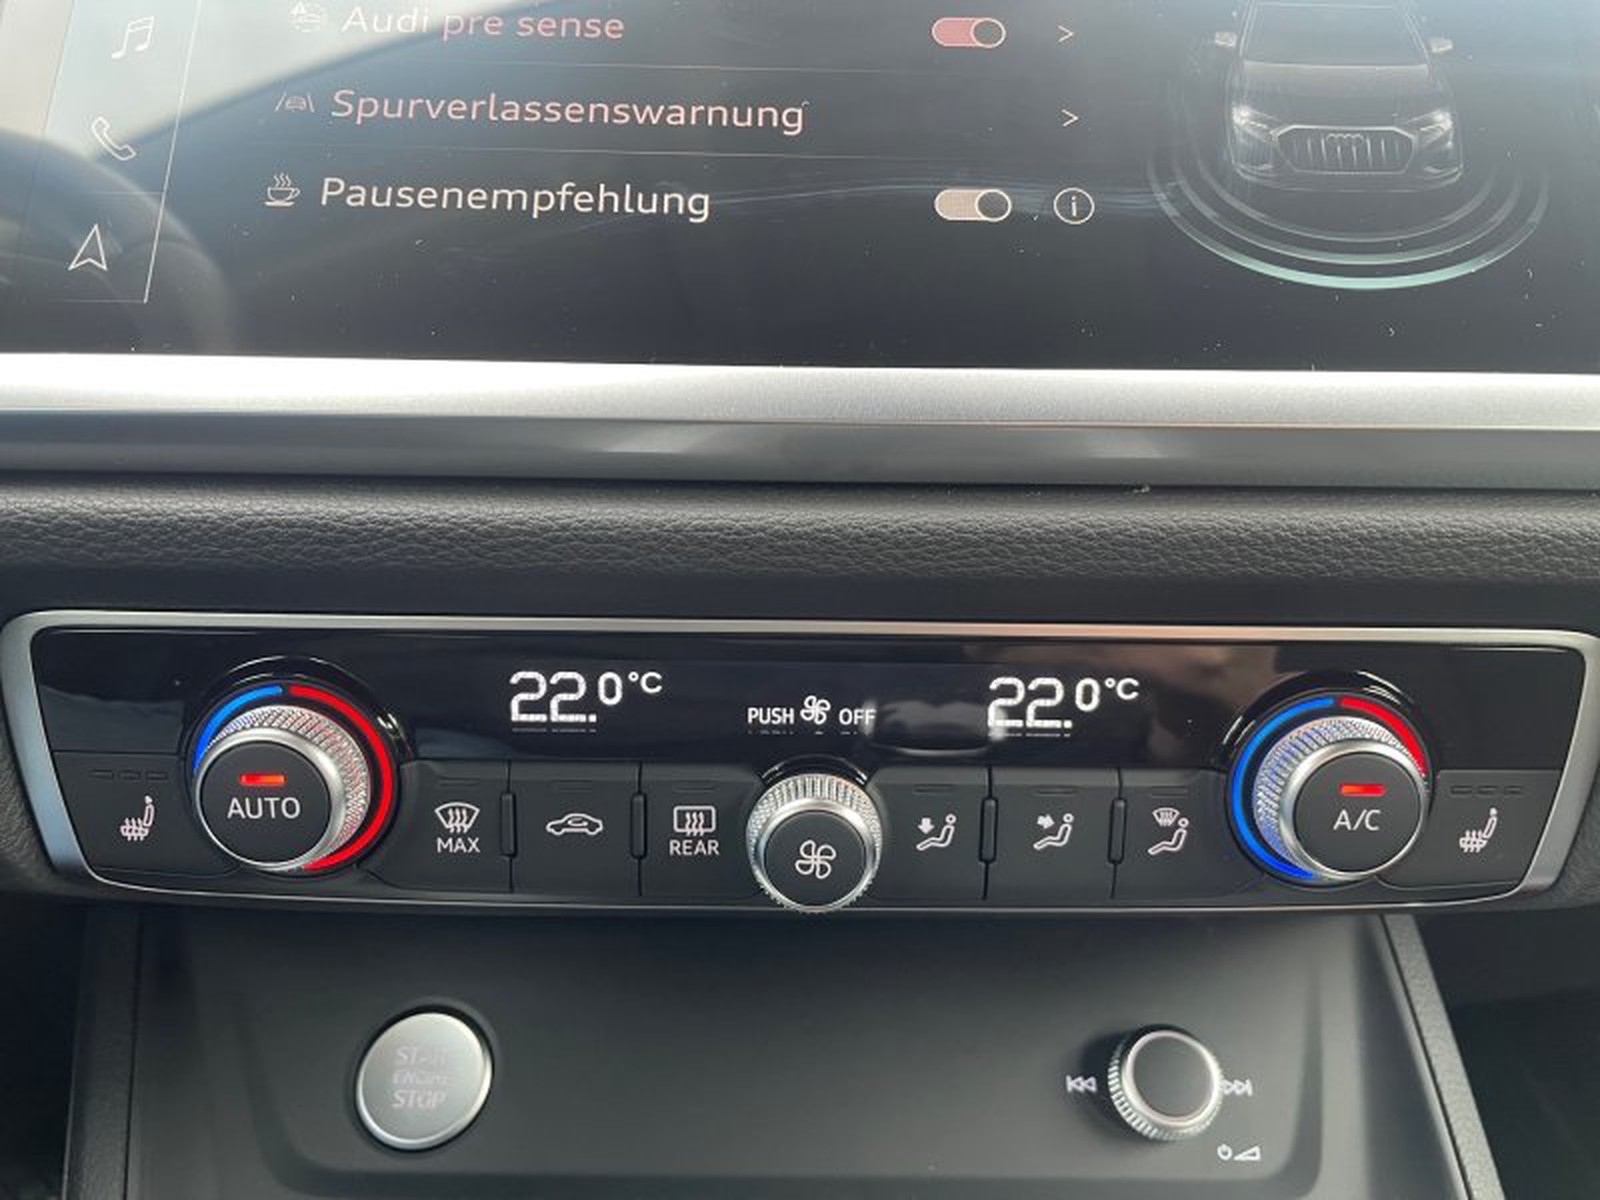 Audi pre sense
Spurverlassenswarnung
Pausenempfehlung
22.0°C
PUSH OFF
22.0°C
AUTO
MAX
REAR
A/C
START
ENGINE
STOP